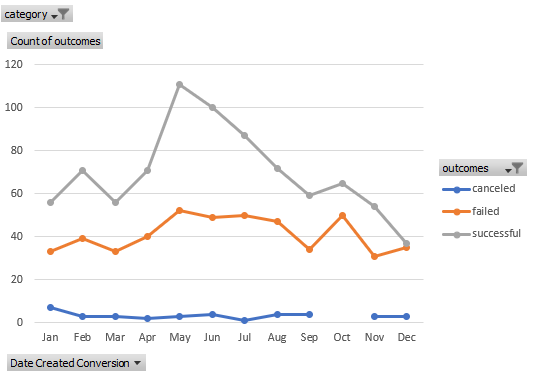 category
Count of outcomes
120
100
80
60
40
20
0
Jan Feb Mar Apr May Jun Jul Aug Sep Oct Nov Dec
outcomes
canceled
failed
successful
Date Created Conversion